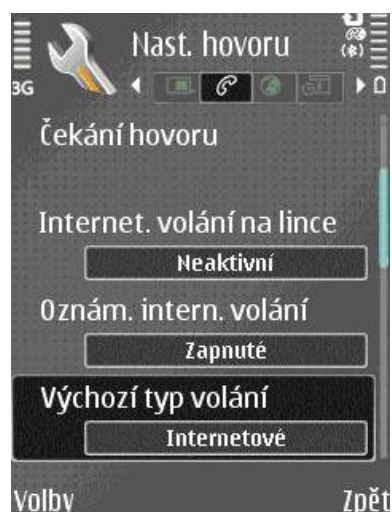 Nast. hovoru
3G
Čekání hovoru
Internet. volání na lince
Neaktivní
Oznám. intern. volání
Zapnuté
Výchozí typ volání
Internetové
Volby
Zpět